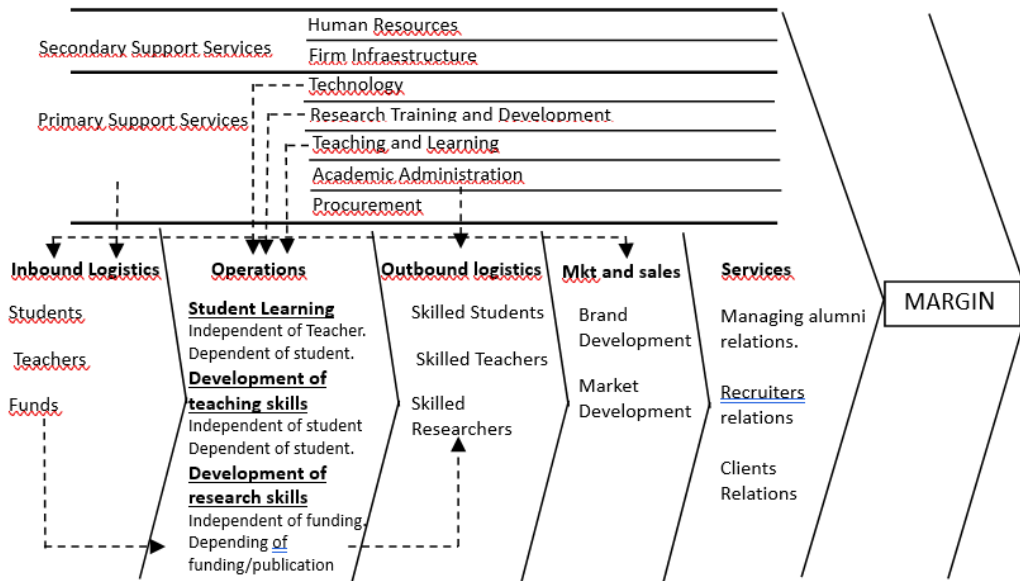 Human Resources
Secondary Support Services
Firm Infraestructure
Technology
Primary Support Services
Research Training and Development
Teaching and Learning
Academic Administration
Procurement
Inbound Logistics
Students
Teachers
Funds
Operations
Student Learning
Independent of Teacher.
Dependent of student.
Development of
teaching skills
Independent of student
Dependent of student.
Development of
research skills
Independent of funding.
Depending of
funding/publication
Outbound logistics
Skilled Students
Skilled Teachers
Skilled
Researchers
Mkt and sales
Brand
Development
Market
Development
Services
Managing alumni
relations.
Recruiters
relations
Clients
Relations
MARGIN